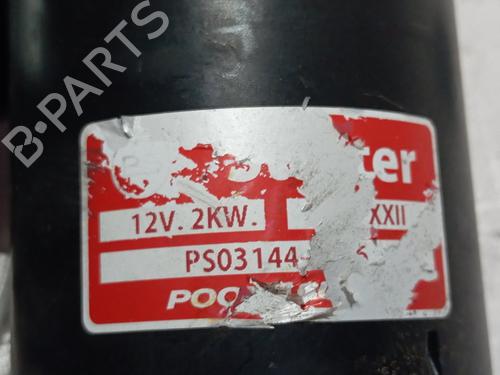 B-PARTS
ter
12V. 2KW.
XXII
PS03144-
POO